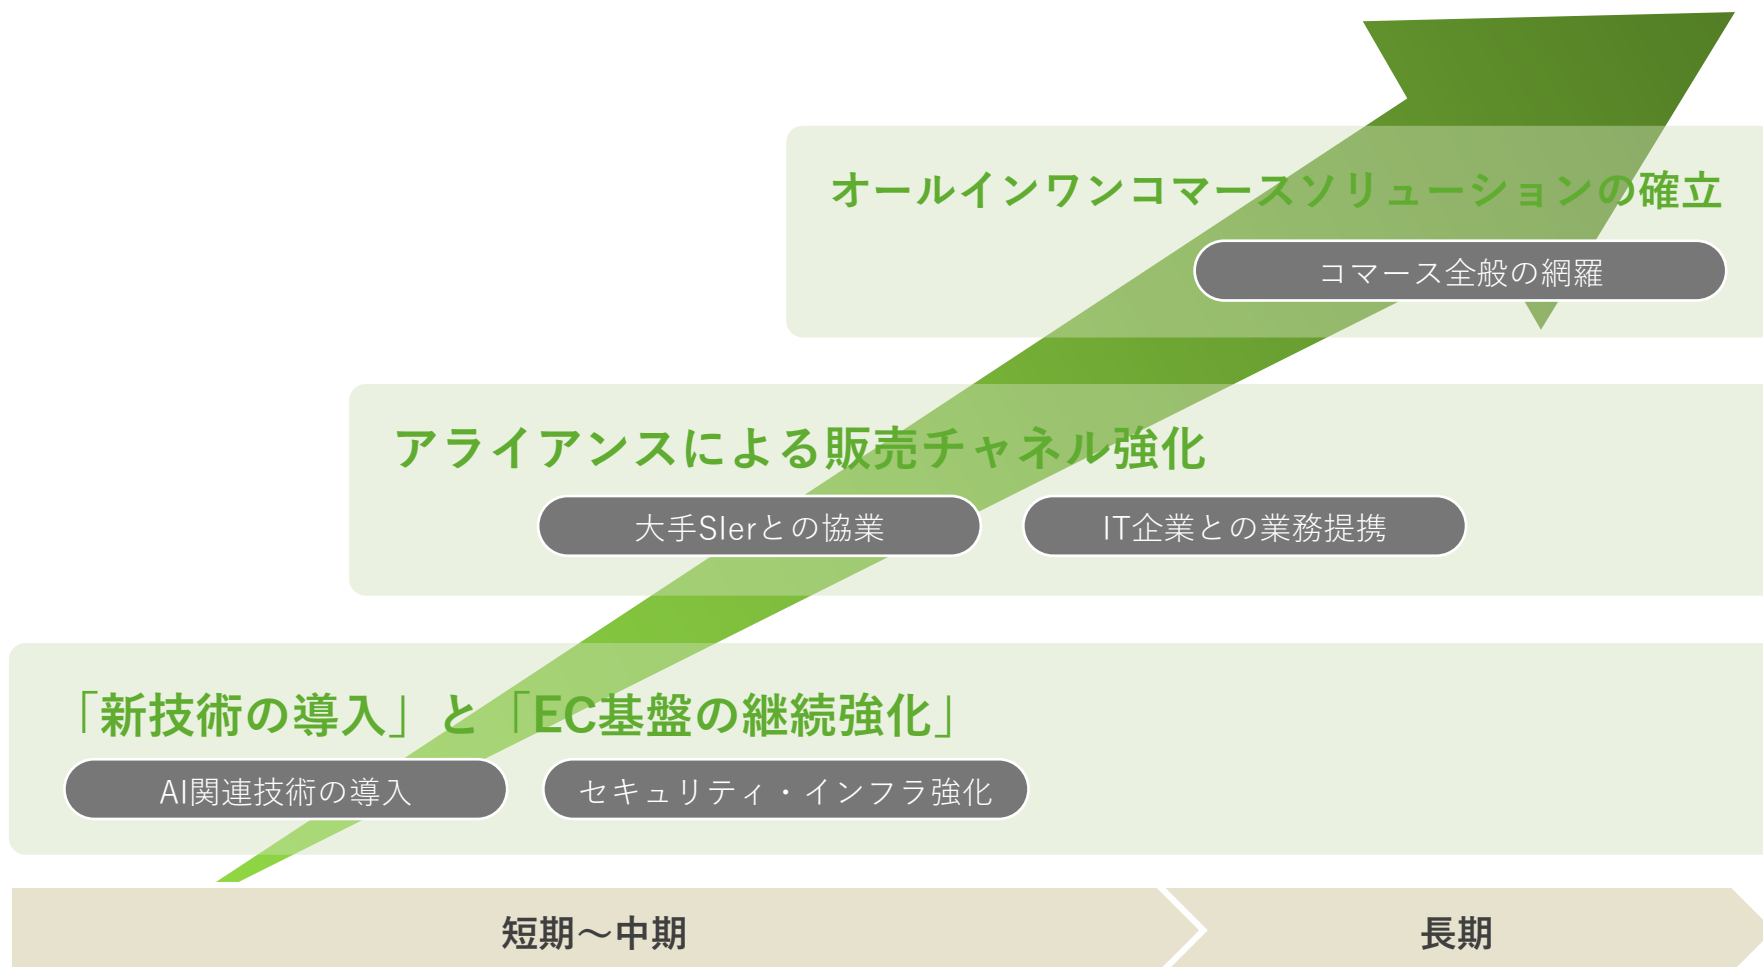 オールインワンコマースソリューションの確立
コマース全般の網羅
アライアンスによる販売チャネル強化
大手SIerとの協業
IT企業との業務提携
「新技術の導入」と「EC基盤の継続強化」
AI関連技術の導入
セキュリティ・インフラ強化
短期～中期
長期